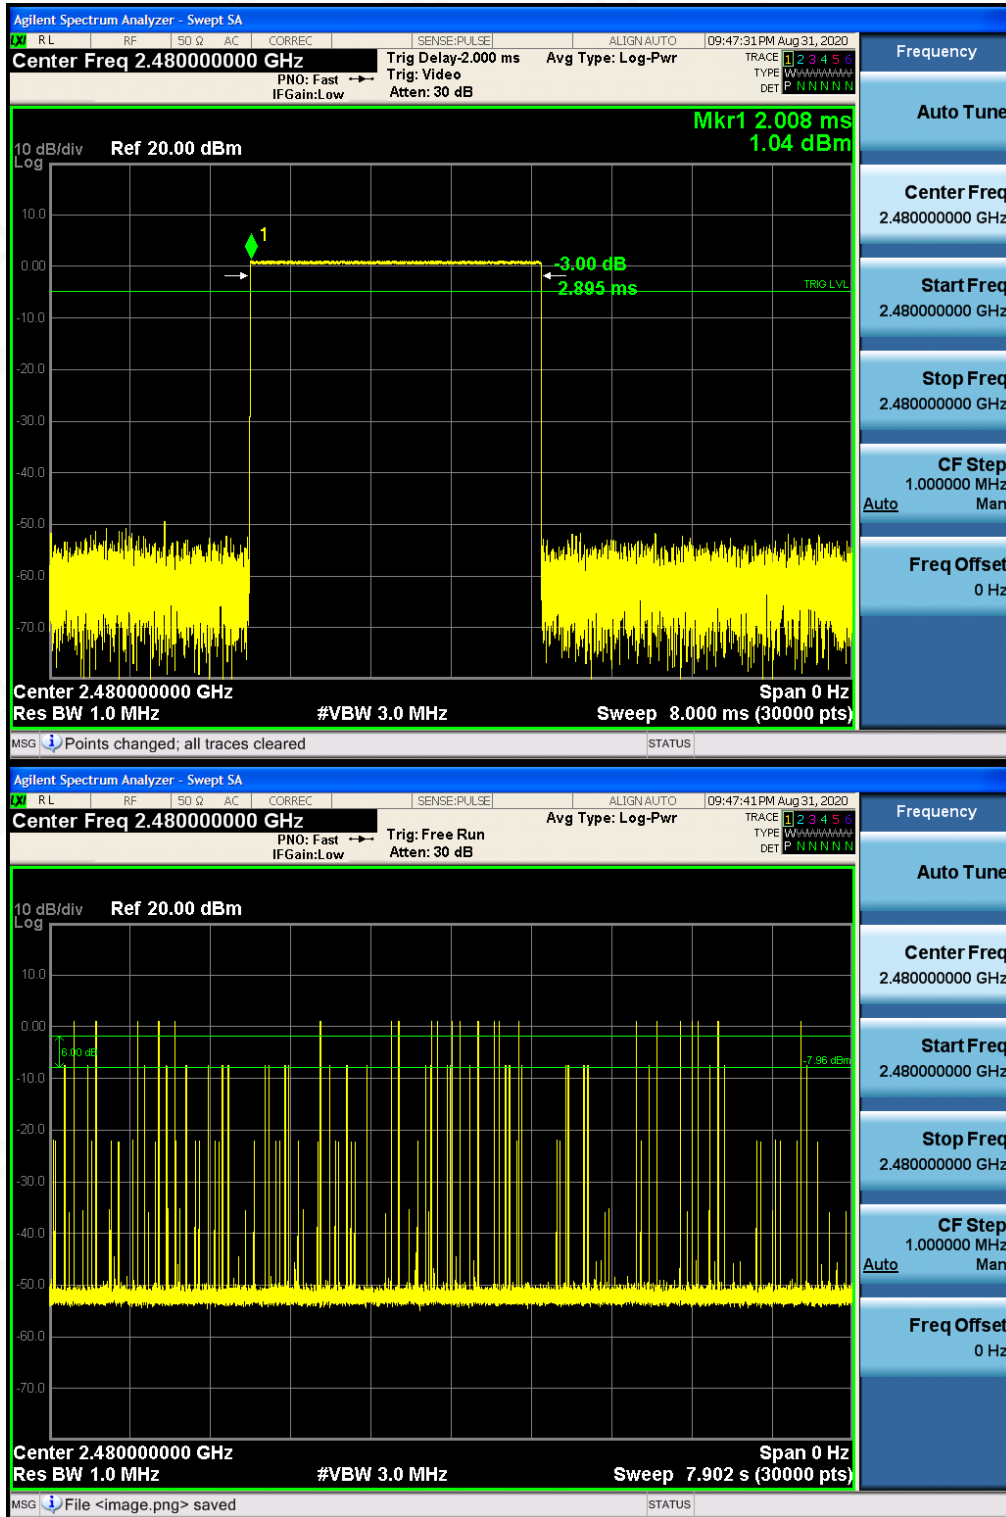 Agilent Spectrum Analyzer - Swept SA
LXI RL RF 50 Ω AC CORREC SENSE:PULSE ALIGN AUTO 09:47:31 PM Aug 31, 2020
Center Freq 2.480000000 GHz
PNO: Fast
IFGain:Low
Trig Delay-2.000 ms
Trig: Video
Atten: 30 dB
Avg Type: Log-Pwr
TRACE 1 2 3 4 5 6
TYPE W
DET P N N N N N
Frequency
Auto Tune
Center Freq
2.480000000 GHz
Start Freq
2.480000000 GHz
Stop Freq
2.480000000 GHz
CF Step
1.000000 MHz
Auto Man
Freq Offset
0 Hz
Mkr1 2.008 ms
1.04 dBm
10 dB/div Ref 20.00 dBm
Log
10.0
0.00
-10.0
-20.0
-30.0
-40.0
-50.0
-60.0
-70.0
1
-3.00 dB
2.895 ms
TRIG LVL
Center 2.480000000 GHz Span 0 Hz
Res BW 1.0 MHz #VBW 3.0 MHz Sweep 8.000 ms (30000 pts)
MSG Points changed; all traces cleared STATUS
Agilent Spectrum Analyzer - Swept SA
LXI RL RF 50 Ω AC CORREC SENSE:PULSE ALIGN AUTO 09:47:41 PM Aug 31, 2020
Center Freq 2.480000000 GHz
PNO: Fast
IFGain:Low
Trig: Free Run
Atten: 30 dB
Avg Type: Log-Pwr
TRACE 1 2 3 4 5 6
TYPE W
DET P N N N N N
Frequency
Auto Tune
Center Freq
2.480000000 GHz
Start Freq
2.480000000 GHz
Stop Freq
2.480000000 GHz
CF Step
1.000000 MHz
Auto Man
Freq Offset
0 Hz
10 dB/div Ref 20.00 dBm
Log
10.0
0.00
-10.0
-20.0
-30.0
-40.0
-50.0
-60.0
-70.0
6.00 dB
-7.96 dBm
Center 2.480000000 GHz Span 0 Hz
Res BW 1.0 MHz #VBW 3.0 MHz Sweep 7.902 s (30000 pts)
MSG File <image.png> saved STATUS